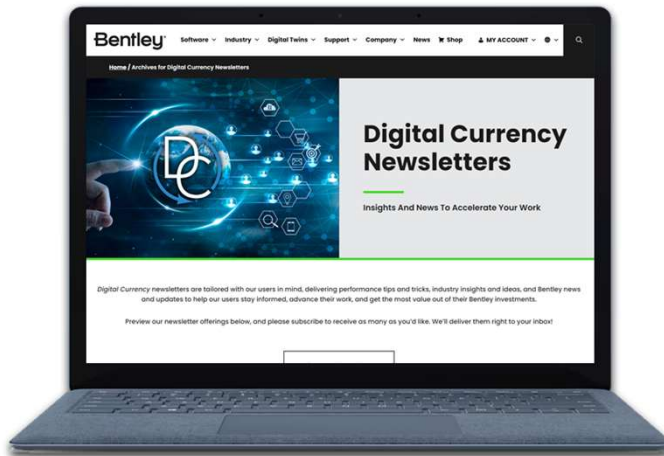 Bentley
Software Industry Digital Twins Support Company News Shop MY ACCOUNT
Home / Archives for Digital Currency Newsletters
DC
Digital Currency
Newsletters
Insights And News To Accelerate Your Work
Digital Currency newsletters are tailored with our users in mind, delivering performance tips and tricks, industry insights and ideas, and Bentley news
and updates to help our users stay informed, advance their work, and get the most value out of their Bentley investments.
Preview our newsletter offerings below, and please subscribe to receive as many as you'd like. We'll deliver them right to your inbox!